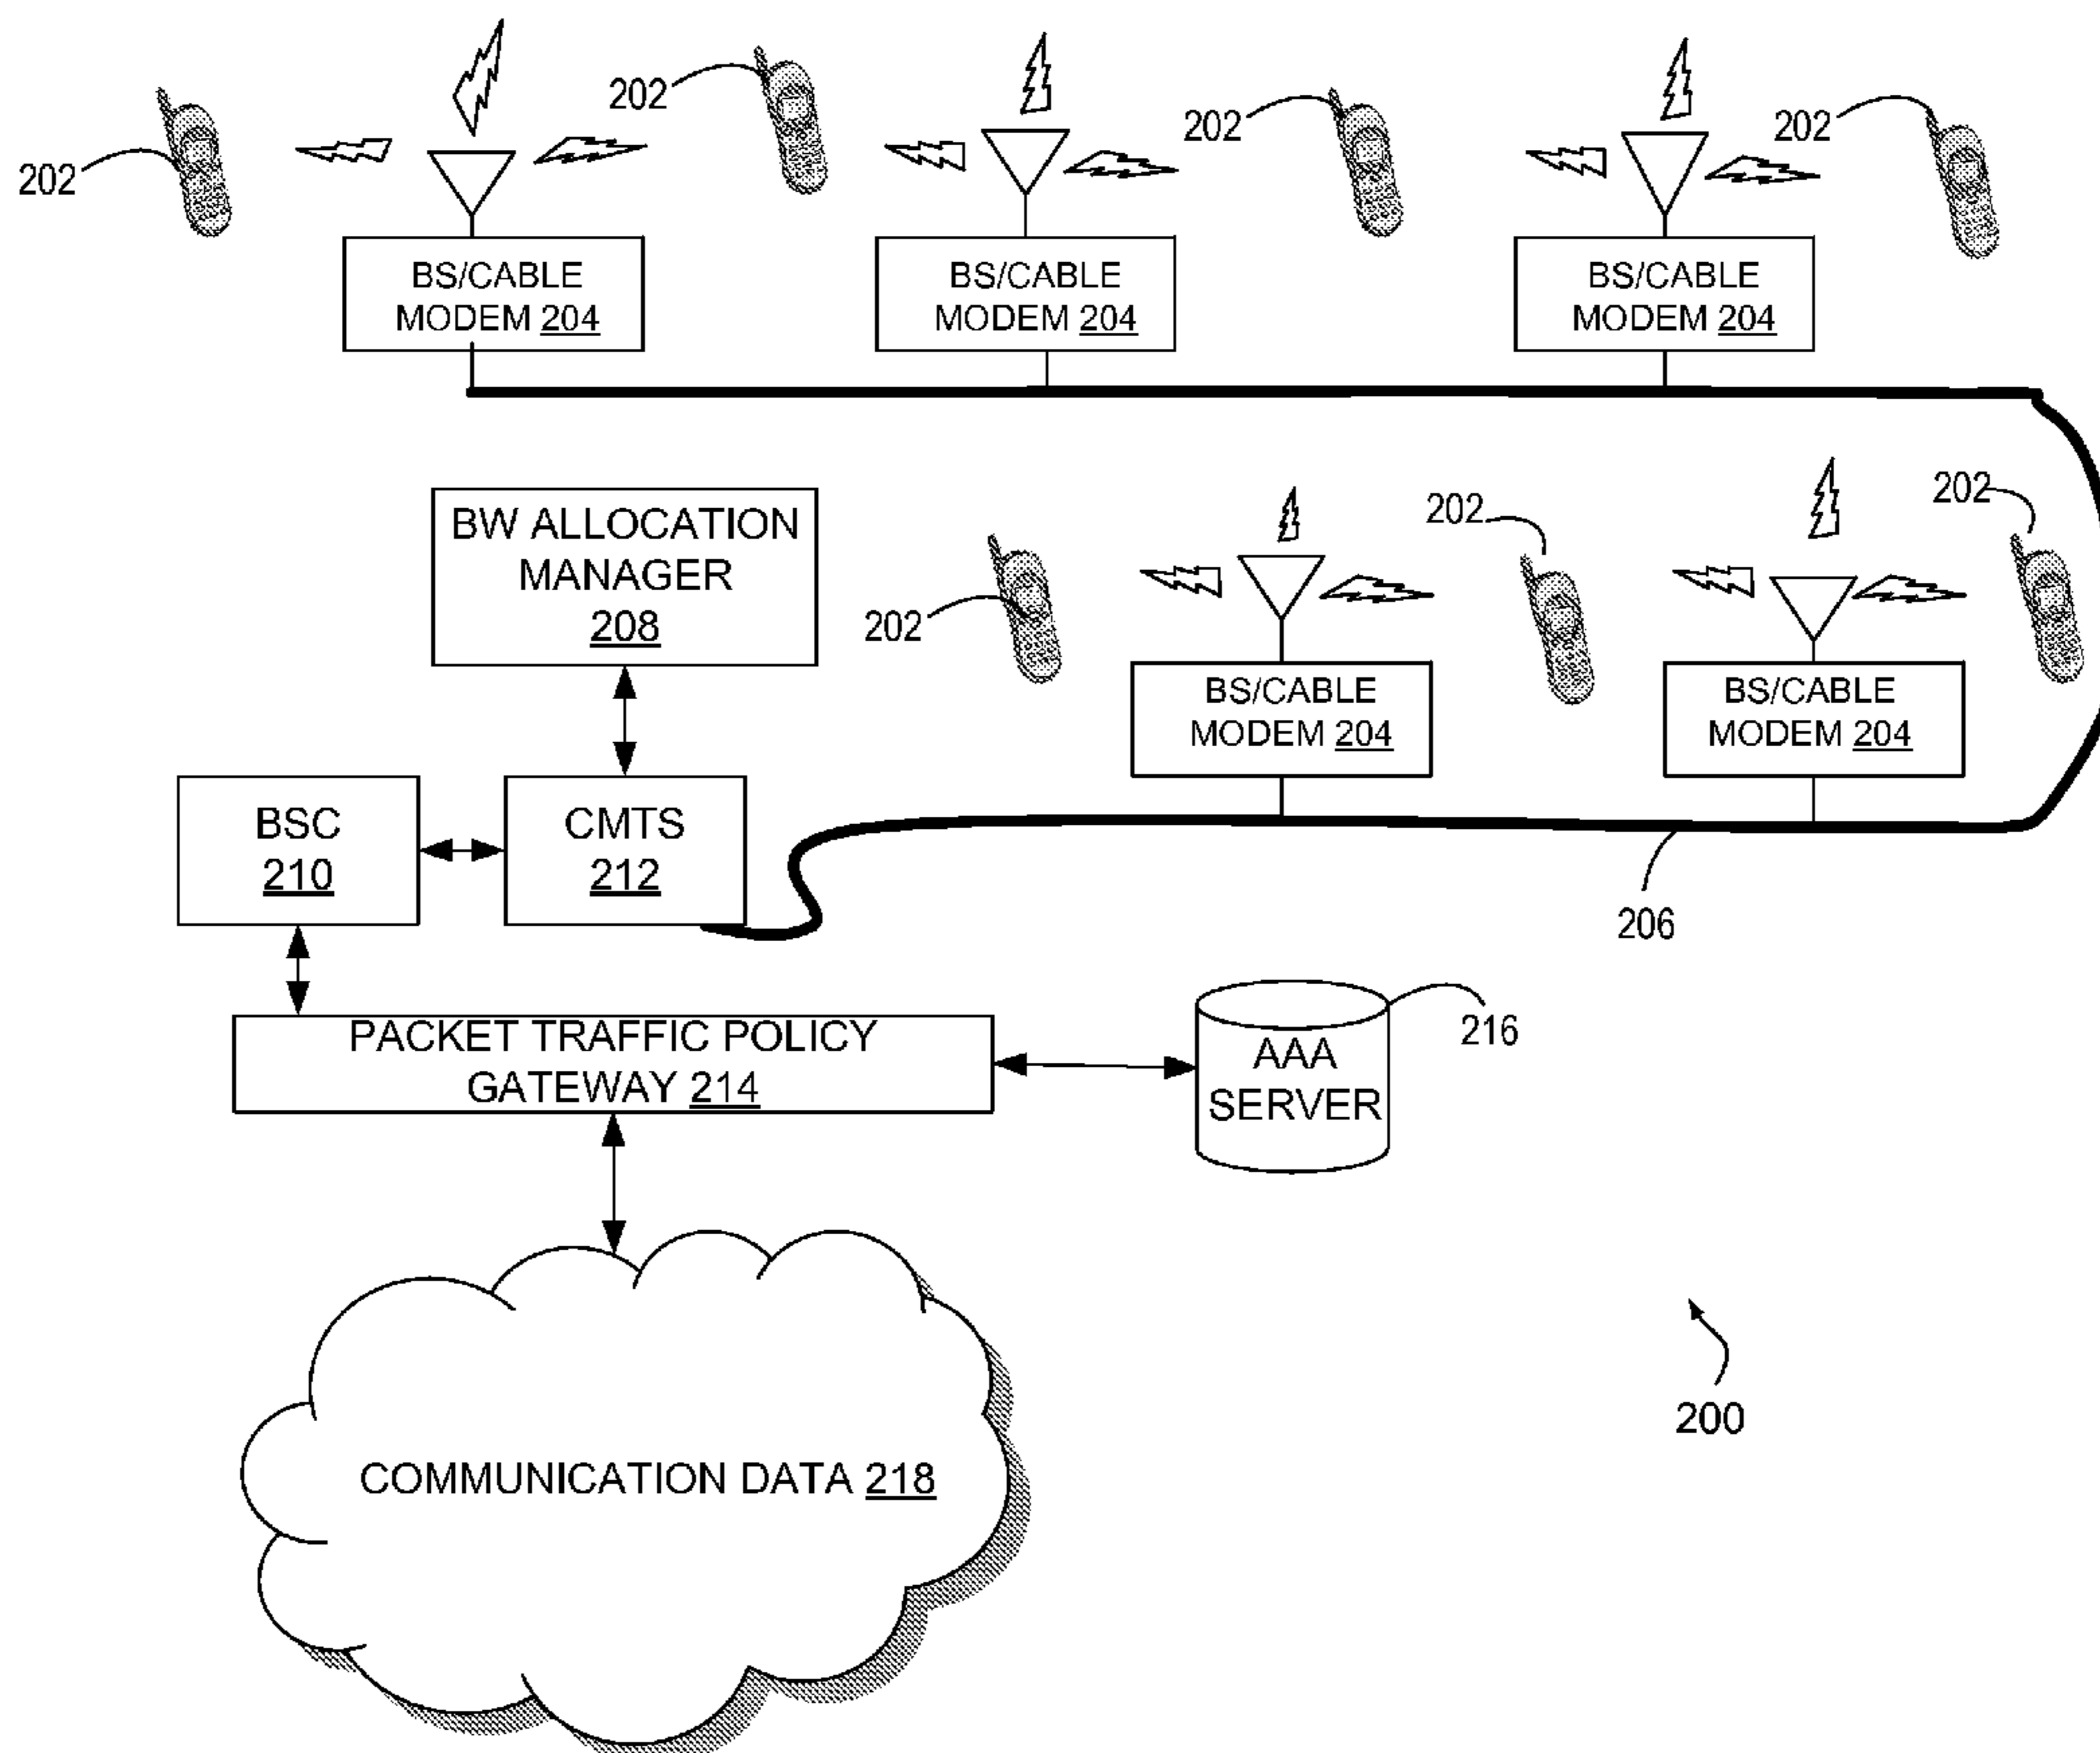 202
202
202
202
BS/CABLE
MODEM 204
BS/CABLE
MODEM 204
BS/CABLE
MODEM 204
BW ALLOCATION
MANAGER
208
202
202
202
BS/CABLE
MODEM 204
BS/CABLE
MODEM 204
BSC
210
CMTS
212
206
PACKET TRAFFIC POLICY
GATEWAY 214
AAA
SERVER
216
COMMUNICATION DATA 218
200